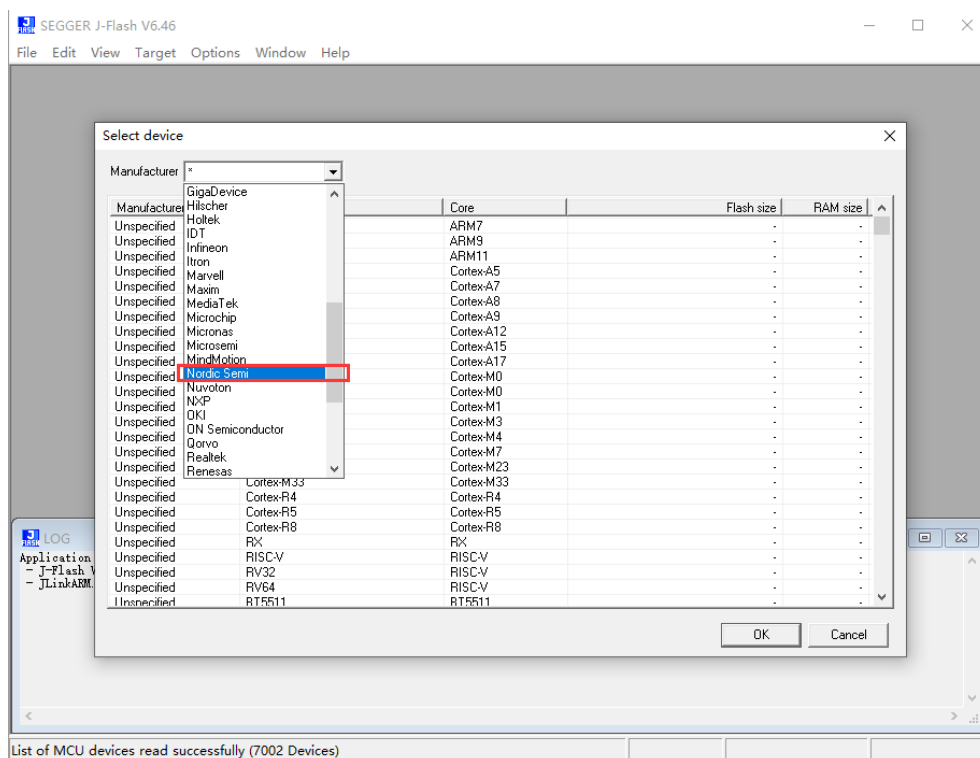 SEGGER J-Flash V6.46
File Edit View Target Options Window Help
Select device
Manufacturer *
GigaDevice
Hilscher
Holtek
IDT
Infineon
Itron
Marvell
Maxim
MediaTek
Microchip
Micronas
Microsemi
MindMotion
Nordic Semi
Nuvoton
NXP
OKI
ON Semiconductor
Qorvo
Realtek
Renesas
Manufacturer Core Flash size RAM size
Unspecified ARM7 - -
Unspecified ARM9 - -
Unspecified ARM11 - -
Unspecified Cortex-A5 - -
Unspecified Cortex-A7 - -
Unspecified Cortex-A8 - -
Unspecified Cortex-A9 - -
Unspecified Cortex-A12 - -
Unspecified Cortex-A15 - -
Unspecified Cortex-A17 - -
Unspecified Cortex-M0 - -
Unspecified Cortex-M0 - -
Unspecified Cortex-M1 - -
Unspecified Cortex-M3 - -
Unspecified Cortex-M4 - -
Unspecified Cortex-M7 - -
Unspecified Cortex-M23 - -
Unspecified Cortex-M33 Cortex-M33 - -
Unspecified Cortex-R4 Cortex-R4 - -
Unspecified Cortex-R5 Cortex-R5 - -
Unspecified Cortex-R8 Cortex-R8 - -
Unspecified RX RX - -
Unspecified RISC-V RISC-V - -
Unspecified RV32 RISC-V - -
Unspecified RV64 RISC-V - -
Unspecified RT5511 RT5511 - -
OK Cancel
LOG
Application
- J-Flash V
- JLinkARM.
List of MCU devices read successfully (7002 Devices)